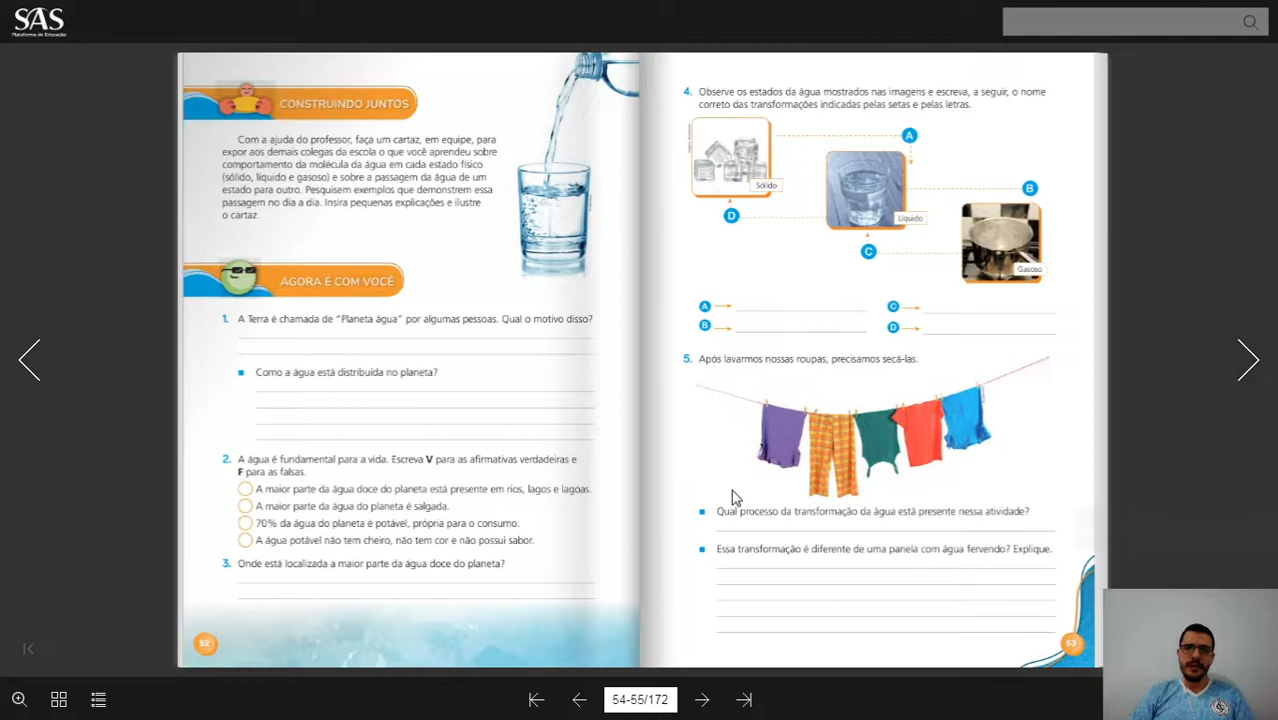 SAS
Plataforma de Educação
CONSTRUINDO JUNTOS
Com a ajuda do professor, faça um cartaz, em equipe, para
expor aos demais colegas da escola o que você aprendeu sobre
comportamento da molécula da água em cada estado físico
(sólido, líquido e gasoso) e sobre a passagem da água de um
estado para outro. Pesquisem exemplos que demonstrem essa
passagem no dia a dia. Insira pequenas explicações e ilustre
o cartaz.
AGORA É COM VOCÊ
1. A Terra é chamada de “Planeta água” por algumas pessoas. Qual o motivo disso?
Como a água está distribuída no planeta?
2. A água é fundamental para a vida. Escreva V para as afirmativas verdadeiras e
F para as falsas.
A maior parte da água doce do planeta está presente em rios, lagos e lagoas.
A maior parte da água do planeta é salgada.
70% da água do planeta é potável, própria para o consumo.
A água potável não tem cheiro, não tem cor e não possui sabor.
3. Onde está localizada a maior parte da água doce do planeta?
52
4. Observe os estados da água mostrados nas imagens e escreva, a seguir, o nome
correto das transformações indicadas pelas setas e pelas letras.
A
Sólido
B
D
Líquido
C
Gasoso
A
C
B
D
5. Após lavarmos nossas roupas, precisamos secá-las.
Qual processo da transformação da água está presente nessa atividade?
Essa transformação é diferente de uma panela com água fervendo? Explique.
53
54-55/172